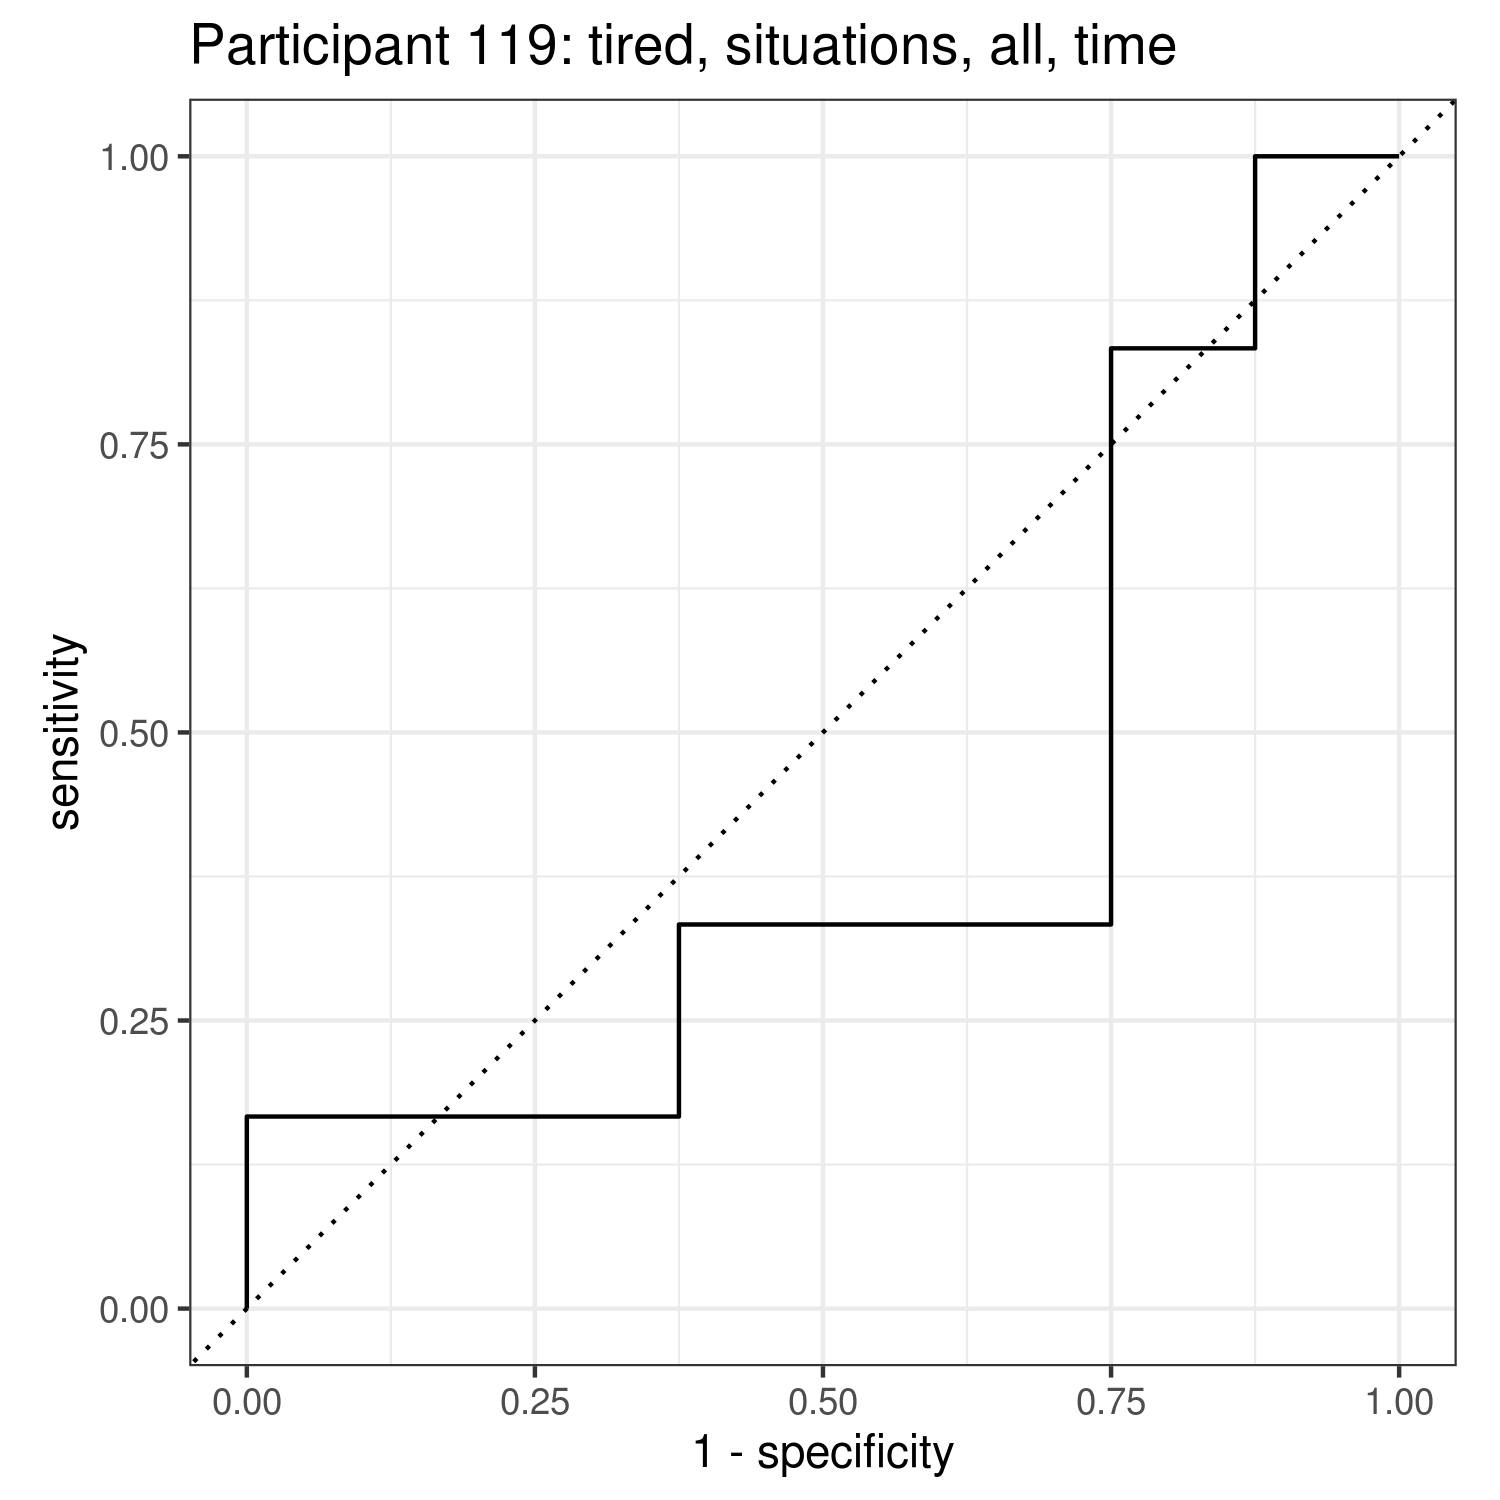 Participant 119: tired, situations, all, time
1.00
0.75
0.50
0.25
0.00
sensitivity
0.00 0.25 0.50 0.75 1.00
1 - specificity